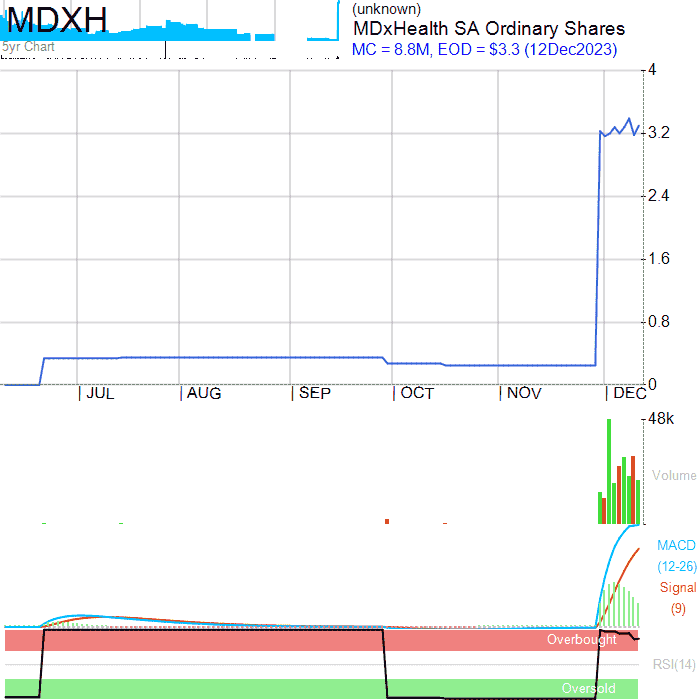 MDXH
5yr Chart
(unknown)
MDxHealth SA Ordinary Shares
MC = 8.8M, EOD = $3.3 (12Dec2023)
4
3.2
2.4
1.6
0.8
0
JUL
AUG
SEP
OCT
NOV
DEC
48k
Volume
MACD
(12-26)
Signal
(9)
Overbought
RSI(14)
Oversold